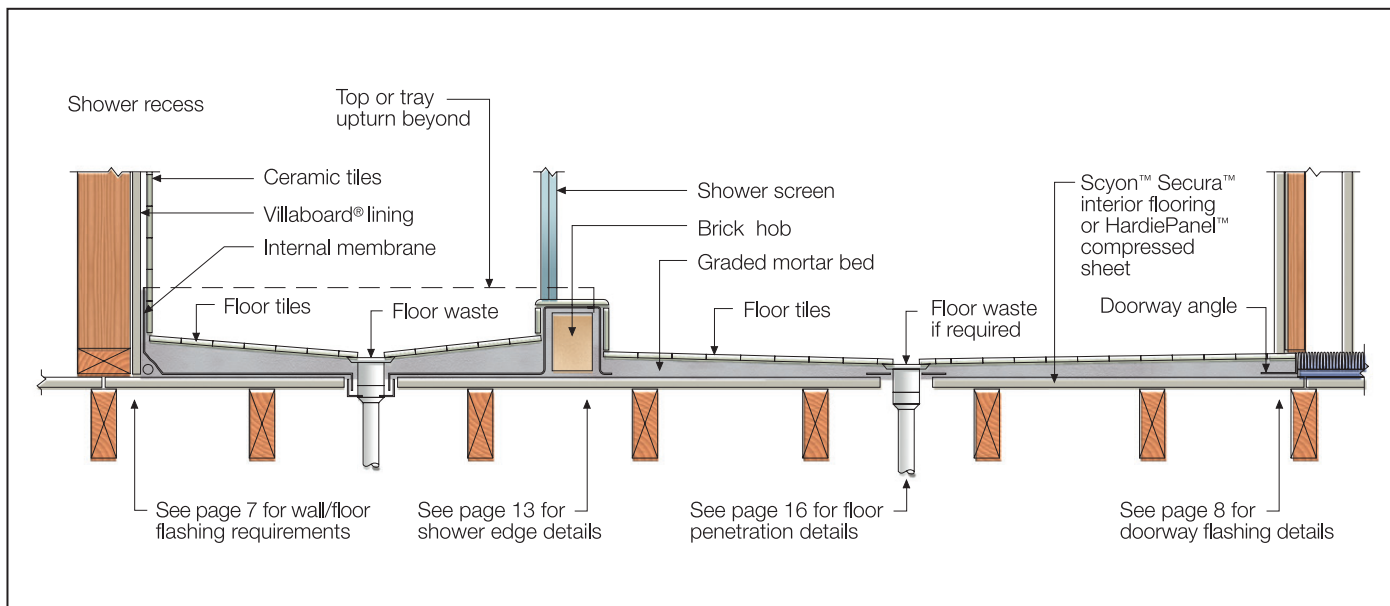 Shower recess
Top or tray
upturn beyond
Ceramic tiles
Villaboard® lining
Internal membrane
Floor tiles
Floor waste
Shower screen
Brick hob
Graded mortar bed
Floor tiles
Floor waste
if required
Scyon™ Secura™
interior flooring
or HardiePanel™
compressed
sheet
Doorway angle
See page 7 for wall/floor
flashing requirements
See page 13 for
shower edge details
See page 16 for floor
penetration details
See page 8 for
doorway flashing details